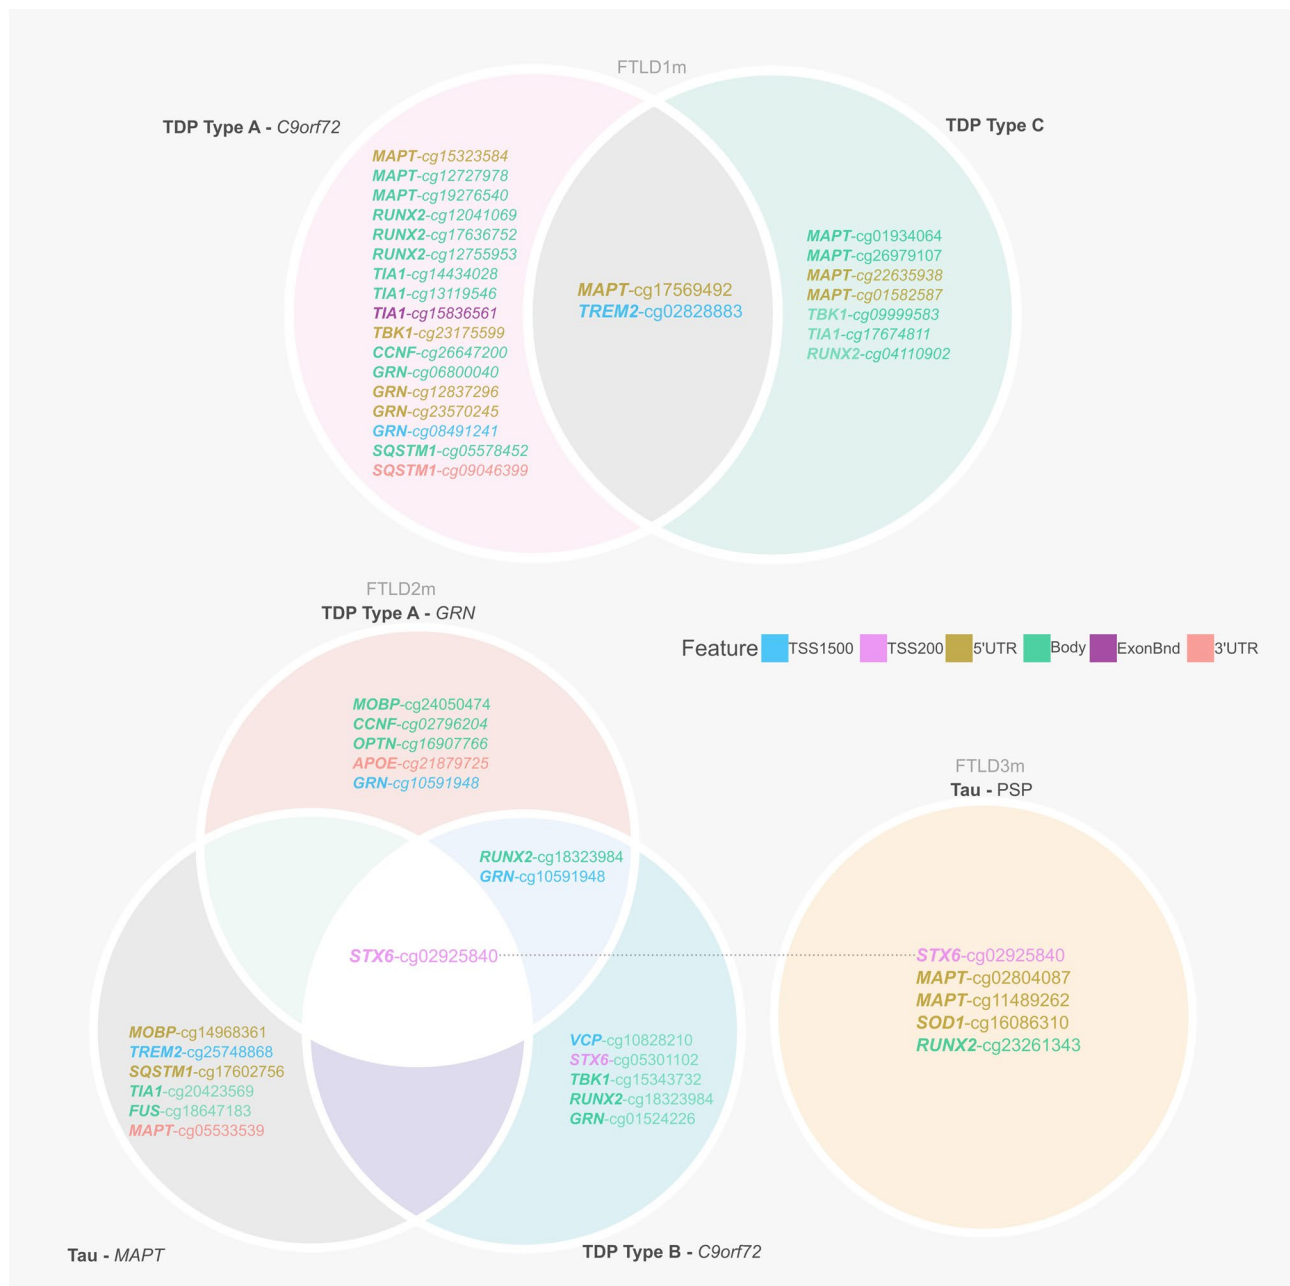 FTLD1m
TDP Type A - C9orf72
TDP Type C
MAPT-cg15323584
MAPT-cg12727978
MAPT-cg19276540
RUNX2-cg12041069
RUNX2-cg17636752
RUNX2-cg12755953
TIA1-cg14434028
TIA1-cg13119546
TIA1-cg15836561
TBK1-cg23175599
CCNF-cg26647200
GRN-cg06800040
GRN-cg12837296
GRN-cg23570245
GRN-cg08491241
SQSTM1-cg05578452
SQSTM1-cg09046399
MAPT-cg17569492
TREM2-cg02828883
MAPT-cg01934064
MAPT-cg26979107
MAPT-cg22635938
MAPT-cg01582587
TBK1-cg09999583
TIA1-cg17674811
RUNX2-cg04110902
FTLD2m
TDP Type A - GRN
Feature TSS1500 TSS200 5'UTR Body ExonBnd 3'UTR
MOBP-cg24050474
CCNF-cg02796204
OPTN-cg16907766
APOE-cg21879725
GRN-cg10591948
RUNX2-cg18323984
GRN-cg10591948
STX6-cg02925840
MOBP-cg14968361
TREM2-cg25748868
SQSTM1-cg17602756
TIA1-cg20423569
FUS-cg18647183
MAPT-cg05533539
VCP-cg10828210
STX6-cg05301102
TBK1-cg15343732
RUNX2-cg18323984
GRN-cg01524226
Tau - MAPT
TDP Type B - C9orf72
FTLD3m
Tau - PSP
STX6-cg02925840
MAPT-cg02804087
MAPT-cg11489262
SOD1-cg16086310
RUNX2-cg23261343